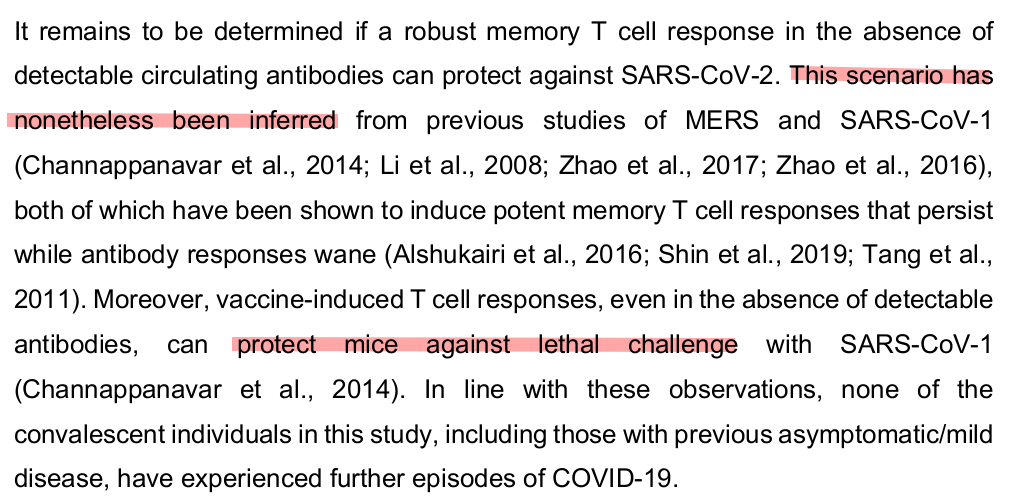 It remains to be determined if a robust memory T cell response in the absence of
detectable circulating antibodies can protect against SARS-CoV-2. This scenario has
nonetheless been inferred from previous studies of MERS and SARS-CoV-1
(Channappanavar et al., 2014; Li et al., 2008; Zhao et al., 2017; Zhao et al., 2016),
both of which have been shown to induce potent memory T cell responses that persist
while antibody responses wane (Alshukairi et al., 2016; Shin et al., 2019; Tang et al.,
2011). Moreover, vaccine-induced T cell responses, even in the absence of detectable
antibodies, can protect mice against lethal challenge with SARS-CoV-1
(Channappanavar et al., 2014). In line with these observations, none of the
convalescent individuals in this study, including those with previous asymptomatic/mild
disease, have experienced further episodes of COVID-19.